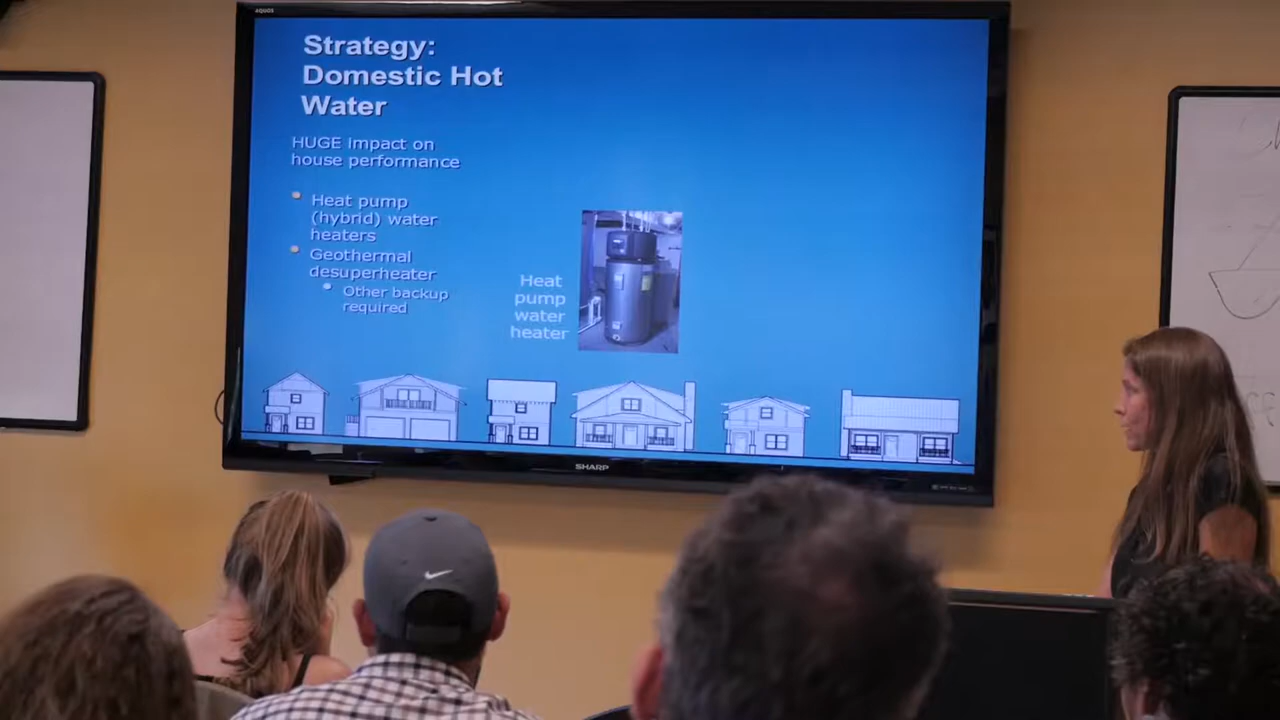 AQUOS
Strategy:
Domestic Hot
Water
HUGE Impact on
house performance
Heat pump
(hybrid) water
heaters
Geothermal
desuperheater
Other backup
required
Heat
pump
water
heater
SHARP